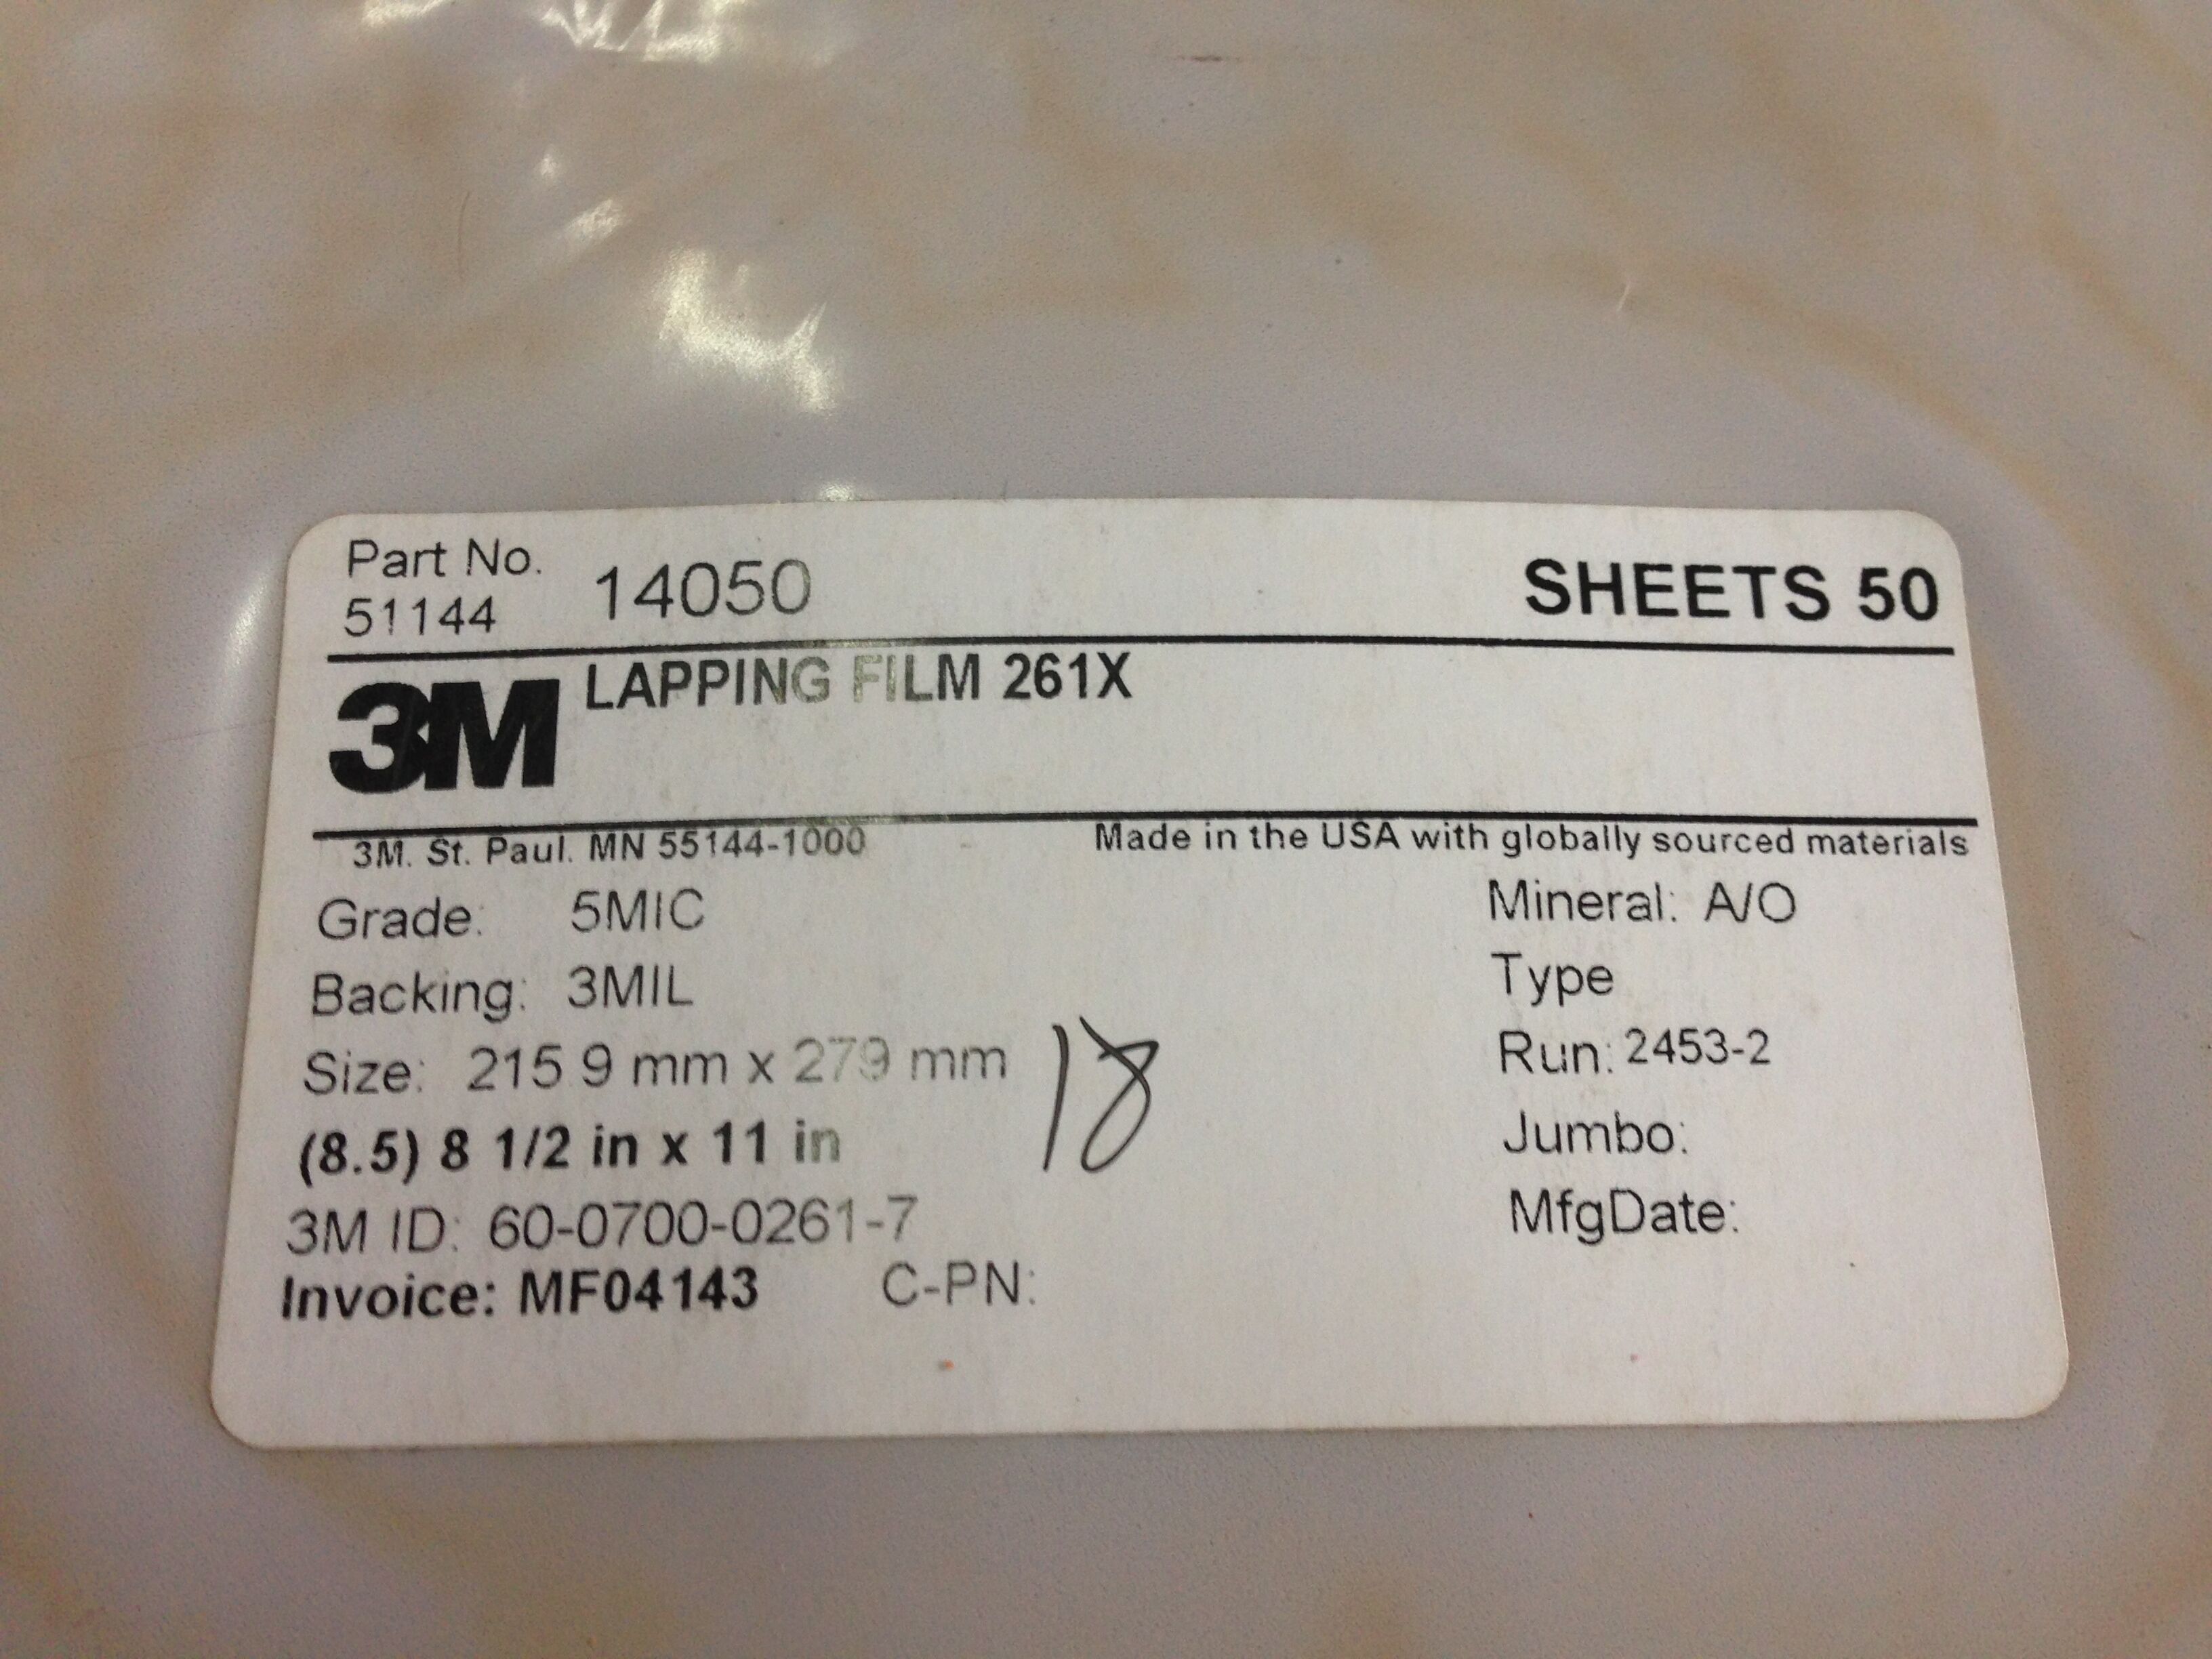 Part No. 14050 SHEETS 50
51144
3M LAPPING FILM 261X
3M. St. Paul. MN 55144-1000 Made in the USA with globally sourced materials
Grade: 5MIC Mineral: A/O
Backing: 3MIL Type
Size: 215 9 mm x 279 mm 18 Run: 2453-2
(8.5) 8 1/2 in x 11 in Jumbo:
3M ID: 60-0700-0261-7 MfgDate:
Invoice: MF04143 C-PN: